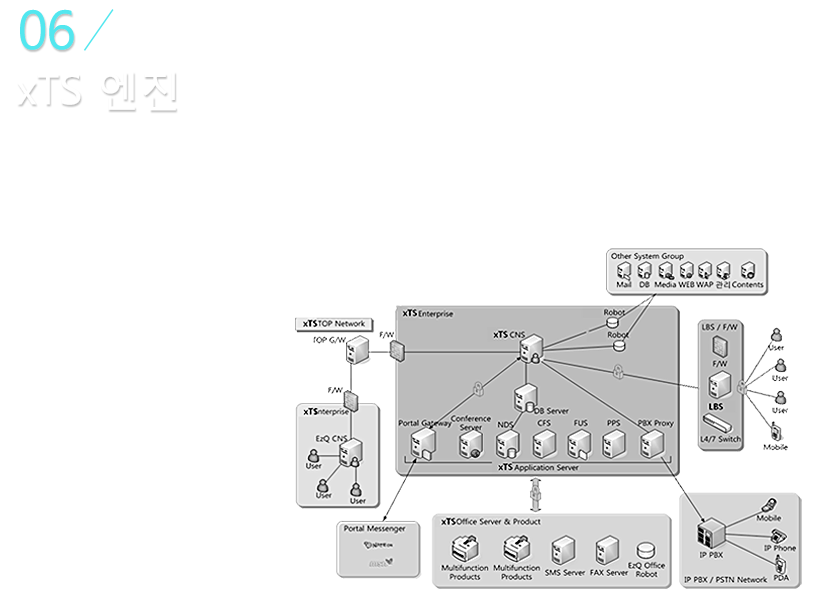 06 /
xTS 엔진
Other System Group
Mail DB Media WEB WAP 관리 Contents
xTS Enterprise
Robot
Robot
xTS CNS
xTSTOP Network
TOP G/W
F/W
F/W
LBS / F/W
F/W
LBS
L4/7 Switch
User
User
User
Mobile
xTSnterprise
EzQ CNS
User
User
User
DB Server
Portal Gateway
Conference Server
NDS
CFS
FUS
PPS
PBX Proxy
xTS Application Server
Portal Messenger
xTSOffice Server & Product
Multifunction Products
Multifunction Products
SMS Server
FAX Server
EzQ Office Robot
Mobile
IP Phone
PDA
IP PBX
IP PBX / PSTN Network